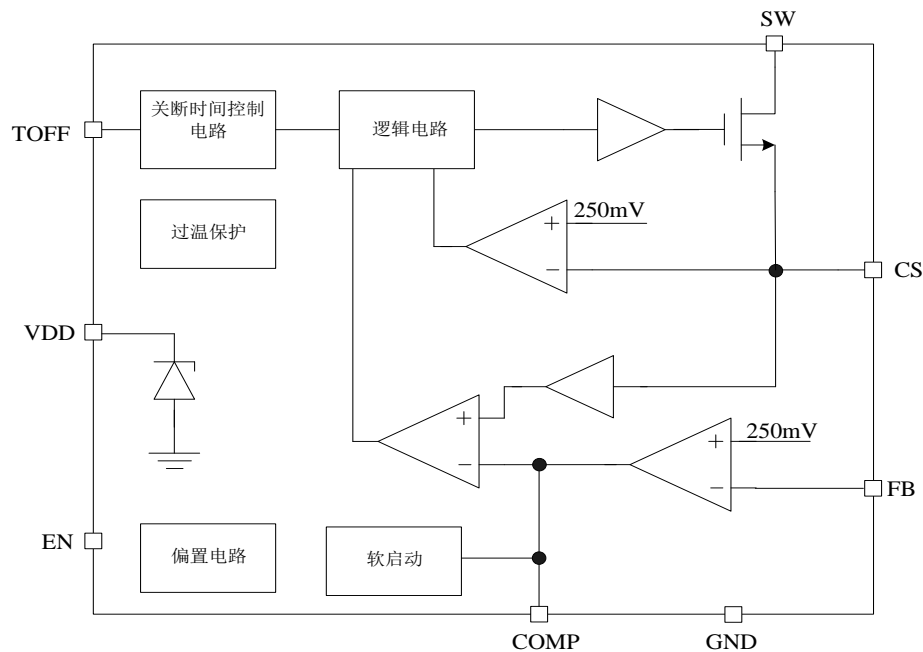 SW
关断时间控制
电路
逻辑电路
TOFF
250mV
+
−
过温保护
CS
VDD
+
−
250mV
+
−
FB
EN
偏置电路
软启动
COMP
GND